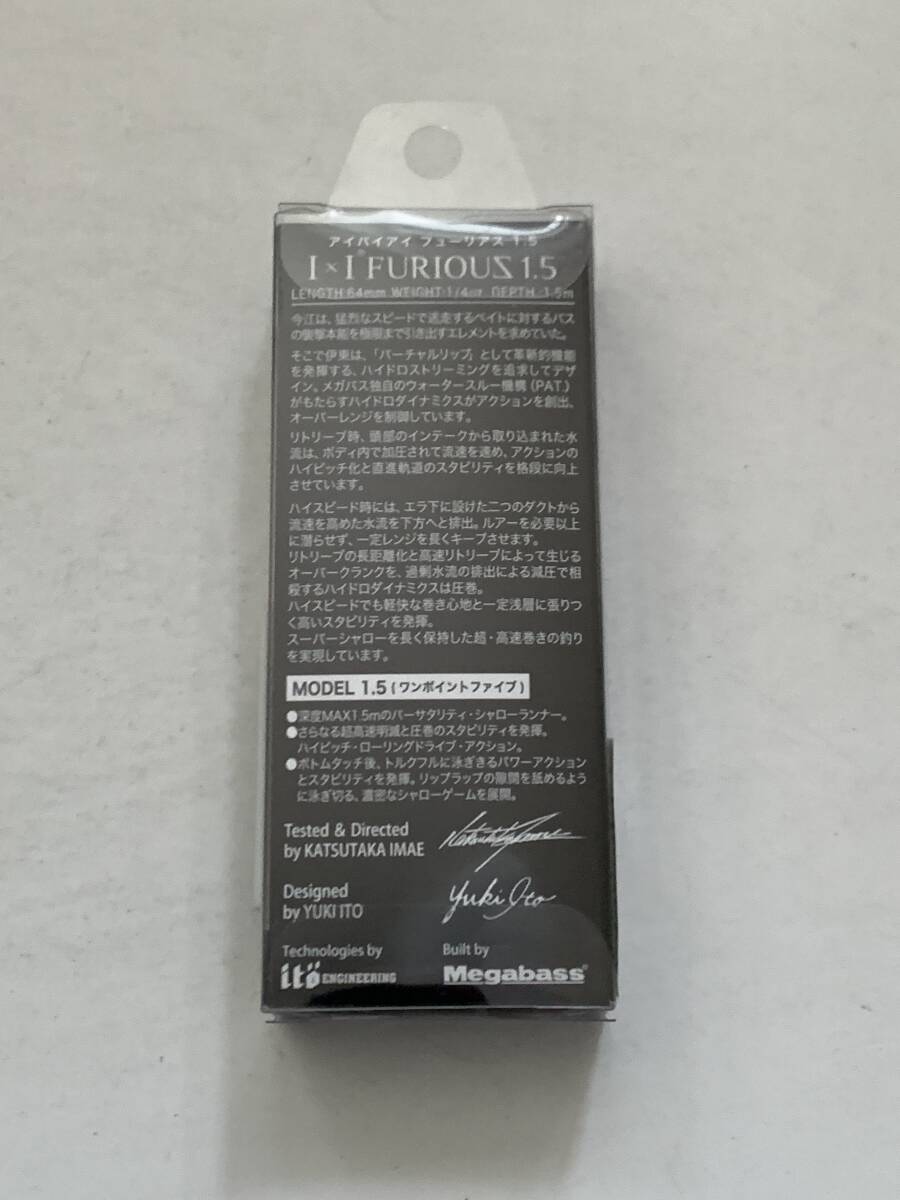 アイバイアイ フューリアス 1.5
I×I FURIOUS 1.5
LENGTH:64mm WEIGHT:1/4oz DEPTH:-1.5m
今江は、猛烈なスピードで逃走するベイトに対するバス
の襲撃本能を極限まで引き出すエレメントを求めていた。
そこで伊東は、「バーチャルリップ」として革新的機能
を発揮する、ハイドロストリーミングを追求してデザ
イン。メガバス独自のウォータースルー機構(PAT.)
がもたらすハイドロダイナミクスがアクションを創出、
オーバーレンジを制御しています。
リトリーブ時、頭部のインテークから取り込まれた水
流は、ボディ内で加圧されて流速を速め、アクションの
ハイピッチ化と直進軌道のスタビリティを格段に向上
させています。
ハイスピード時には、エラ下に設けた二つのダクトから
流速を高めた水流を下方へと排出。ルアーを必要以上
に潜らせず、一定レンジを長くキープさせます。
リトリーブの長距離化と高速リトリーブによって生じる
オーバークランクを、過剰水流の排出による減圧で相
殺するハイドロダイナミクスは圧巻。
ハイスピードでも軽快な巻き心地と一定浅層に張りつ
く高いスタビリティを発揮。
スーパーシャローを長く保持した超・高速巻きの釣り
を実現しています。
MODEL 1.5 (ワンポイントファイブ)
●深度MAX1.5mのバーサタリティ・シャローランナー。
●さらなる超高速明滅と圧巻のスタビリティを発揮。
ハイピッチ・ローリングドライブ・アクション。
●ボトムタッチ後、トルクフルに泳ぎきるパワーアクション
とスタビリティを発揮。リップラップの隙間を舐めるよう
に泳ぎ切る、濃密なシャローゲームを展開。
Tested & Directed
by KATSUTAKA IMAE
Designed
by YUKI ITO
Yuki Ito
Technologies by
itö ENGINEERING
Built by
Megabass®